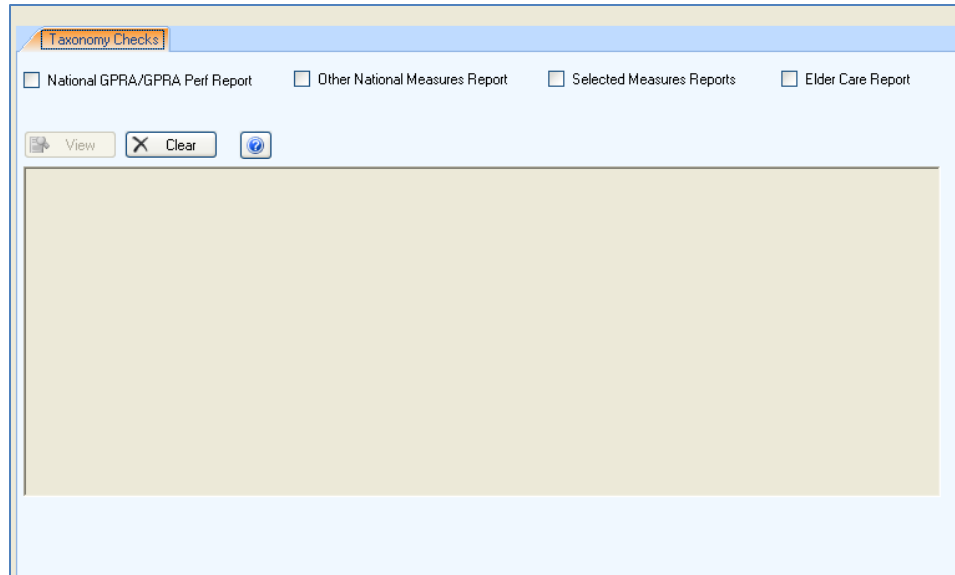 Taxonomy Checks
National GPRA/GPRA Perf Report Other National Measures Report Selected Measures Reports Elder Care Report
View Clear ?